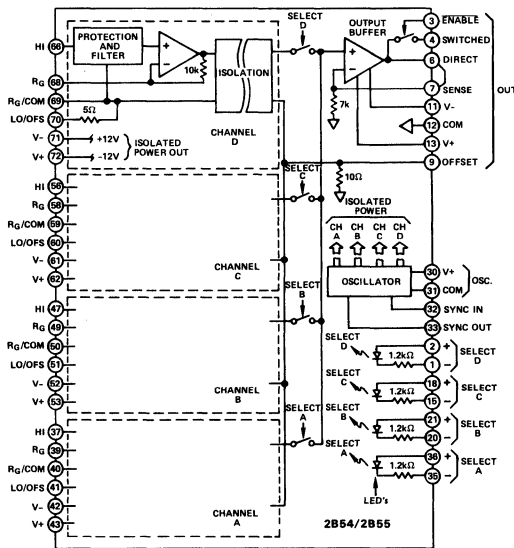 SELECT
D
OUTPUT
BUFFER
3 ENABLE
4 SWITCHED
6 DIRECT
7 SENSE
11 V-
12 COM
13 V+
9 OFFSET
OUT
7k
10Ω
HI 66
PROTECTION
AND
FILTER
10k
ISOLATION
RG 68
RG/COM 69
LO/OFS 70
5Ω
V- 71
+12V
V+ 72
-12V
ISOLATED
POWER OUT
CHANNEL
D
HI 56
RG 58
RG/COM 59
LO/OFS 60
V- 61
V+ 62
CHANNEL
C
SELECT
C
HI 47
RG 49
RG/COM 50
LO/OFS 51
V- 52
V+ 53
CHANNEL
B
SELECT
B
HI 37
RG 39
RG/COM 40
LO/OFS 41
V- 42
V+ 43
CHANNEL
A
SELECT
A
ISOLATED
POWER
CH
A
CH
B
CH
C
CH
D
OSCILLATOR
30 V+
31 COM
OSC.
32 SYNC IN
33 SYNC OUT
SELECT
D
1.2kΩ
2 +
1 -
SELECT
D
SELECT
C
1.2kΩ
18 +
15 -
SELECT
C
SELECT
B
1.2kΩ
21 +
20 -
SELECT
B
SELECT
A
1.2kΩ
36 +
35 -
SELECT
A
LED's
2B54/2B55